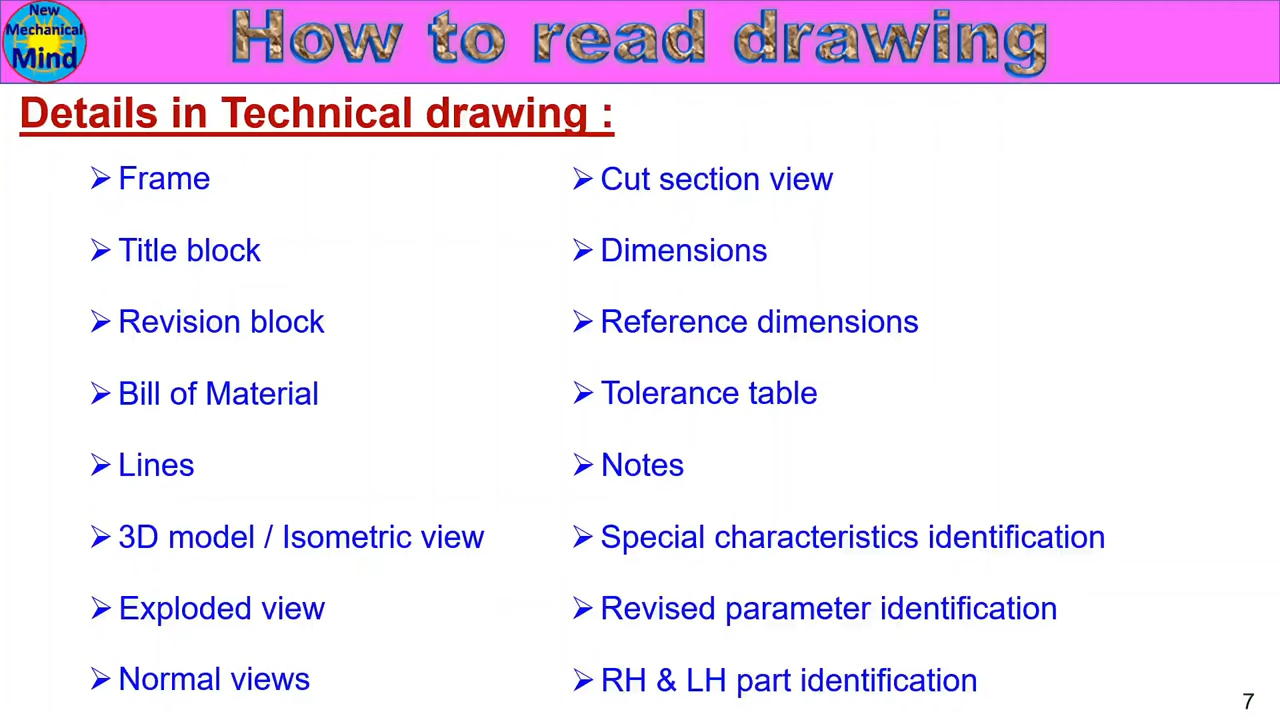 New
Mechanical
Mind
How to read drawing
Details in Technical drawing :
Frame
Title block
Revision block
Bill of Material
Lines
3D model / Isometric view
Exploded view
Normal views
Cut section view
Dimensions
Reference dimensions
Tolerance table
Notes
Special characteristics identification
Revised parameter identification
RH & LH part identification
7